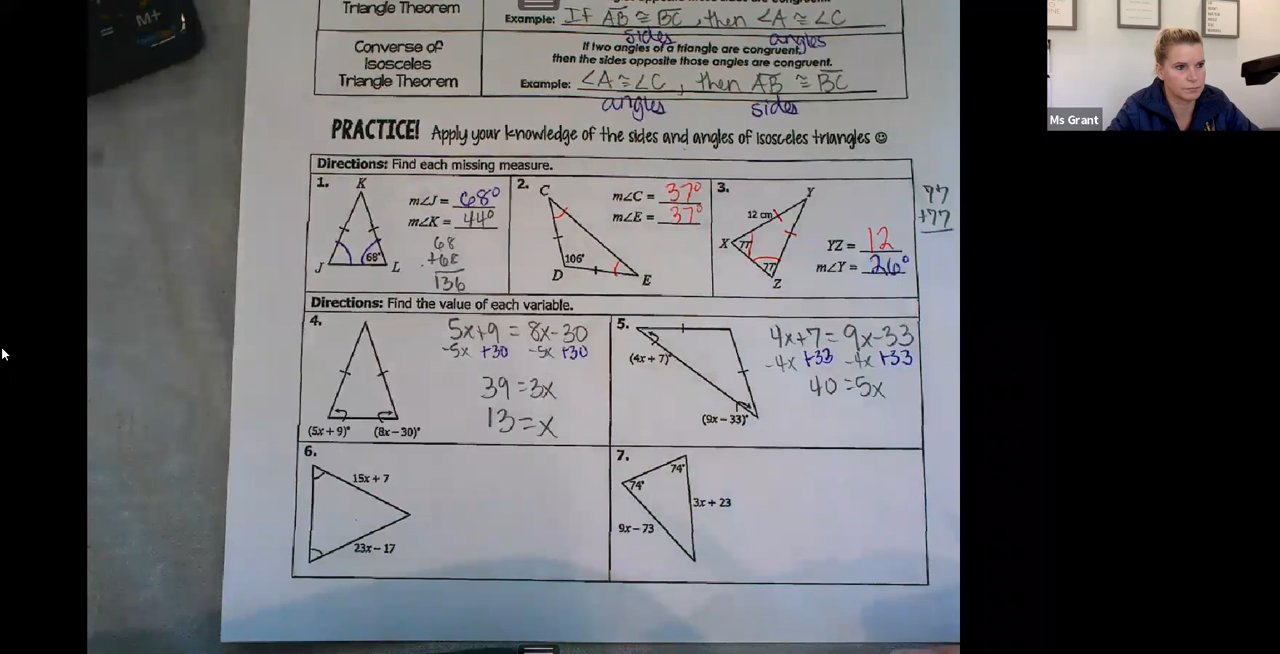 M+
Triangle Theorem
Example: If AB ≅ BC, then ∠A ≅ ∠C
sides angles
Converse of
Isosceles
Triangle Theorem
If two angles of a triangle are congruent,
then the sides opposite those angles are congruent.
Example: ∠A ≅ ∠C, then AB ≅ BC
angles sides
PRACTICE! Apply your knowledge of the sides and angles of isosceles triangles ☺
Directions: Find each missing measure.
1.
K
J
L
68°
m∠J = 68°
m∠K = 44°
68
+68
136
2.
C
D
E
106°
m∠C = 37°
m∠E = 37°
3.
Y
X
Z
12 cm
77
77
YZ = 12
m∠Y = 26°
77
+77
Directions: Find the value of each variable.
4.
(5x + 9)° (8x − 30)°
5x+9 = 8x-30
-5x +30 -5x +30
39 = 3x
13 = x
5.
(4x + 7)°
(9x − 33)°
4x+7 = 9x-33
-4x +33 -4x +33
40 = 5x
6.
15x + 7
23x − 17
7.
74°
74°
3x + 23
9x − 73
Ms Grant